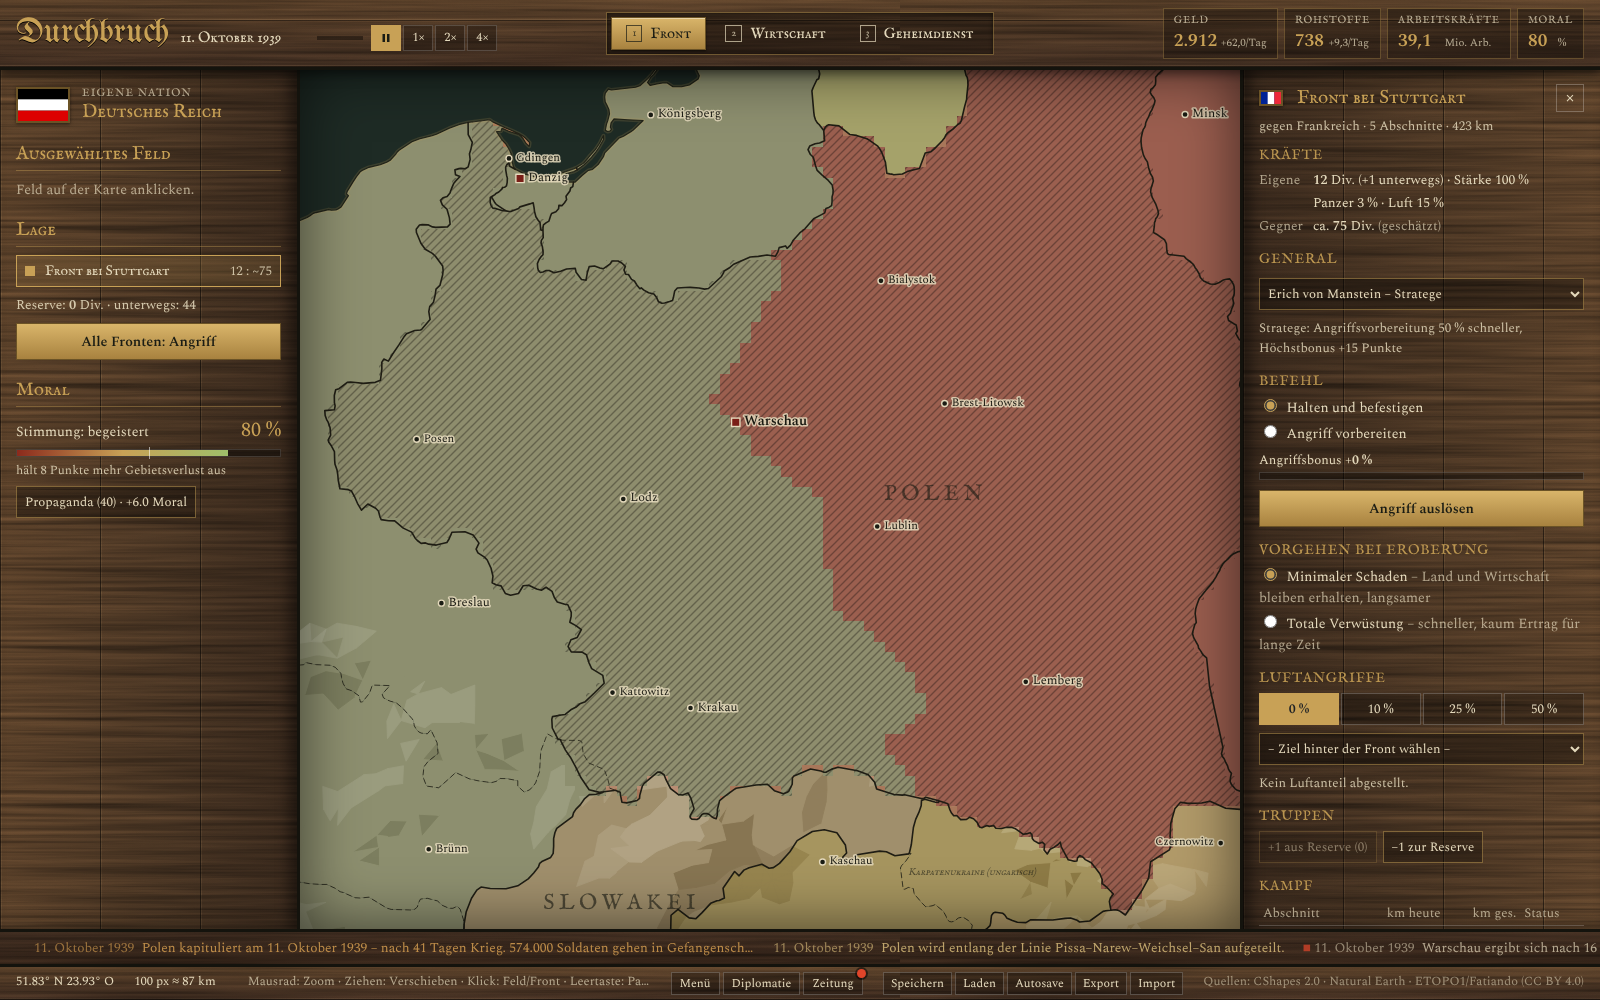 Durchbruch
11. Oktober 1939
1×
2×
4×
1 Front
2 Wirtschaft
3 Geheimdienst
GELD
2.912 +62,0/Tag
ROHSTOFFE
738 +9,3/Tag
ARBEITSKRÄFTE
39,1 Mio. Arb.
MORAL
80 %
EIGENE NATION
Deutsches Reich
Ausgewähltes Feld
Feld auf der Karte anklicken.
Lage
Front bei Stuttgart 12 : ~75
Reserve: 0 Div. · unterwegs: 44
Alle Fronten: Angriff
Moral
Stimmung: begeistert 80 %
hält 8 Punkte mehr Gebietsverlust aus
Propaganda (40) · +6.0 Moral
Königsberg
Minsk
Gdingen
Danzig
Bialystok
Brest-Litowsk
Warschau
Posen
Lodz
POLEN
Lublin
Breslau
Lemberg
Kattowitz
Krakau
Czernowitz
Brünn
Kaschau
Karpatenukraine (ungarisch)
SLOWAKEI
Front bei Stuttgart
×
gegen Frankreich · 5 Abschnitte · 423 km
KRÄFTE
Eigene 12 Div. (+1 unterwegs) · Stärke 100 %
Panzer 3 % · Luft 15 %
Gegner ca. 75 Div. (geschätzt)
GENERAL
Erich von Manstein – Stratege
Stratege: Angriffsvorbereitung 50 % schneller,
Höchstbonus +15 Punkte
BEFEHL
Halten und befestigen
Angriff vorbereiten
Angriffsbonus +0 %
Angriff auslösen
VORGEHEN BEI EROBERUNG
Minimaler Schaden – Land und Wirtschaft
bleiben erhalten, langsamer
Totale Verwüstung – schneller, kaum Ertrag für
lange Zeit
LUFTANGRIFFE
0 %
10 %
25 %
50 %
– Ziel hinter der Front wählen –
Kein Luftanteil abgestellt.
TRUPPEN
+1 aus Reserve (0)
−1 zur Reserve
KAMPF
Abschnitt km heute km ges. Status
11. Oktober 1939 Polen kapituliert am 11. Oktober 1939 – nach 41 Tagen Krieg. 574.000 Soldaten gehen in Gefangensch…
11. Oktober 1939 Polen wird entlang der Linie Pissa–Narew–Weichsel–San aufgeteilt.
11. Oktober 1939 Warschau ergibt sich nach 16
51.83° N 23.93° O
100 px ≈ 87 km
Mausrad: Zoom · Ziehen: Verschieben · Klick: Feld/Front · Leertaste: Pa…
Menü
Diplomatie
Zeitung
Speichern
Laden
Autosave
Export
Import
Quellen: CShapes 2.0 · Natural Earth · ETOPO1/Fatiando (CC BY 4.0)